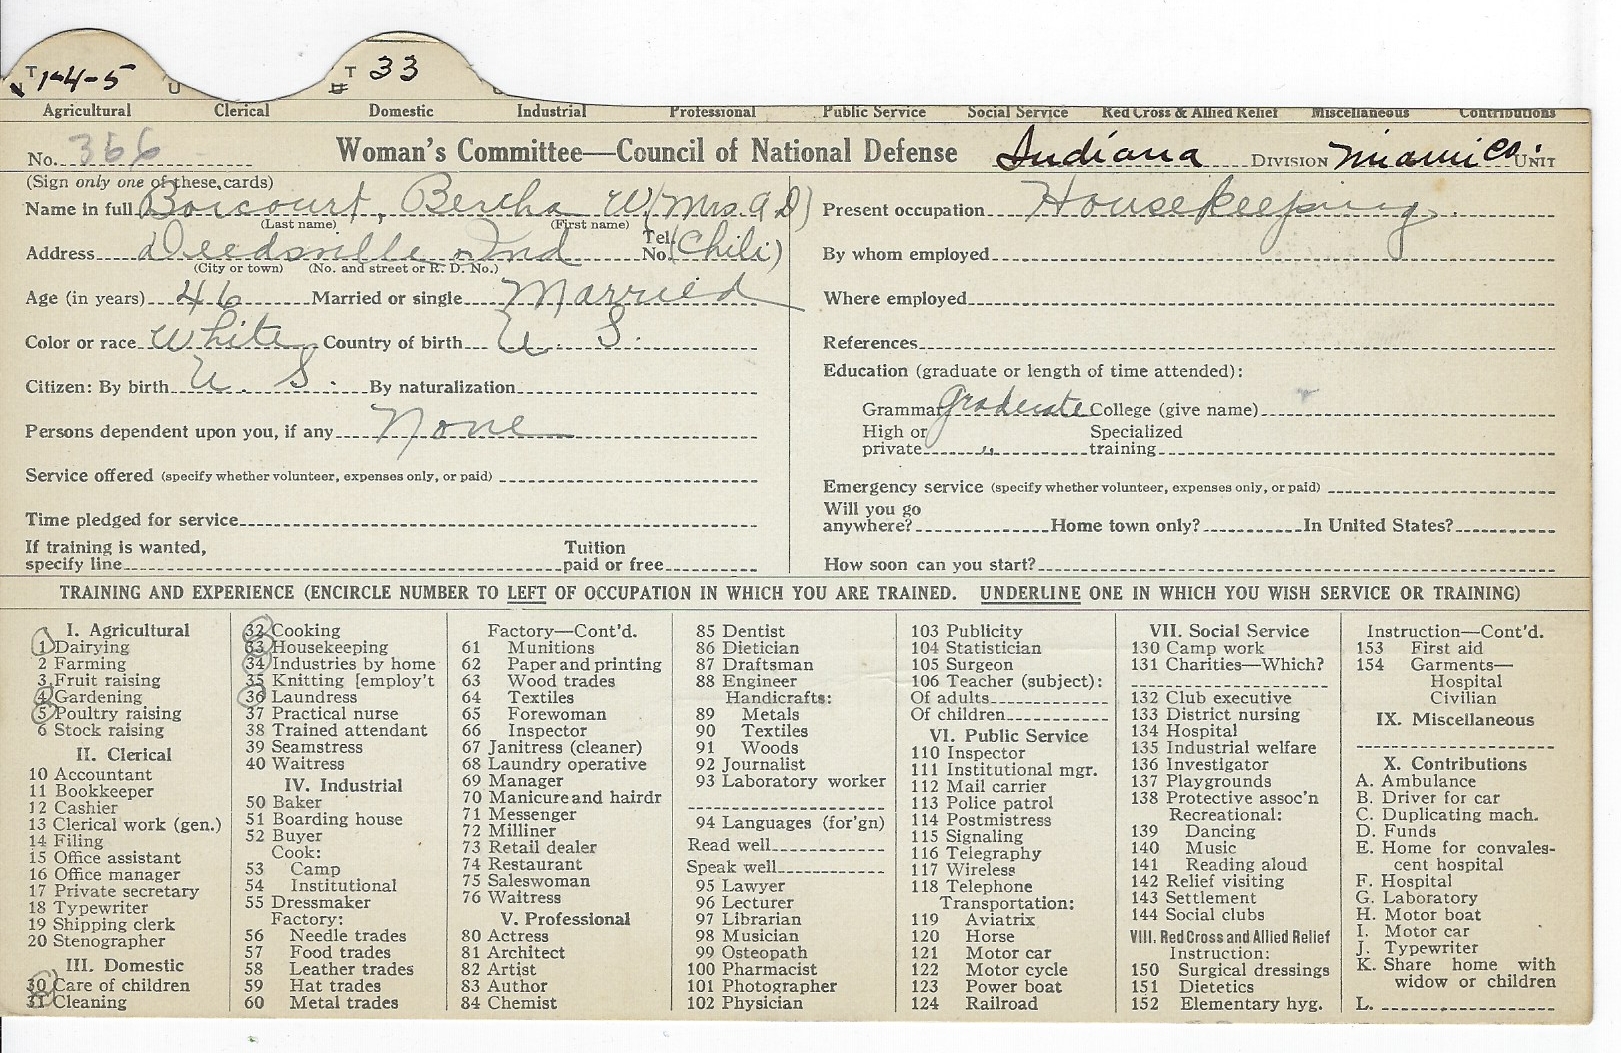 T 1-4-5 U T 33
Agricultural Clerical Domestic Industrial Professional Public Service Social Service Red Cross & Allied Relief Miscellaneous Contributions
No. 366 Woman's Committee—Council of National Defense Indiana DIVISION Miami Co. UNIT
(Sign only one of these cards)
Name in full Borcourt, Bertha W (Mrs. A D)
(Last name) (First name)
Address Deedsville Ind Tel. No. (Chili)
(City or town) (No. and street or R. D. No.)
Age (in years) 46 Married or single Married
Color or race White Country of birth U. S.
Citizen: By birth U. S. By naturalization
Persons dependent upon you, if any None
Service offered (specify whether volunteer, expenses only, or paid)
Time pledged for service
If training is wanted, specify line Tuition paid or free
Present occupation Housekeeping
By whom employed
Where employed
References
Education (graduate or length of time attended):
Grammar Graduate College (give name)
High or private " Specialized training
Emergency service (specify whether volunteer, expenses only, or paid)
Will you go anywhere? Home town only? In United States?
How soon can you start?
TRAINING AND EXPERIENCE (ENCIRCLE NUMBER TO LEFT OF OCCUPATION IN WHICH YOU ARE TRAINED. UNDERLINE ONE IN WHICH YOU WISH SERVICE OR TRAINING)
I. Agricultural
1 Dairying
2 Farming
3 Fruit raising
4 Gardening
5 Poultry raising
6 Stock raising
II. Clerical
10 Accountant
11 Bookkeeper
12 Cashier
13 Clerical work (gen.)
14 Filing
15 Office assistant
16 Office manager
17 Private secretary
18 Typewriter
19 Shipping clerk
20 Stenographer
III. Domestic
30 Care of children
31 Cleaning
32 Cooking
33 Housekeeping
34 Industries by home
35 Knitting [employ't
36 Laundress
37 Practical nurse
38 Trained attendant
39 Seamstress
40 Waitress
IV. Industrial
50 Baker
51 Boarding house
52 Buyer
Cook:
53 Camp
54 Institutional
55 Dressmaker
Factory:
56 Needle trades
57 Food trades
58 Leather trades
59 Hat trades
60 Metal trades
Factory—Cont'd.
61 Munitions
62 Paper and printing
63 Wood trades
64 Textiles
65 Forewoman
66 Inspector
67 Janitress (cleaner)
68 Laundry operative
69 Manager
70 Manicure and hairdr
71 Messenger
72 Milliner
73 Retail dealer
74 Restaurant
75 Saleswoman
76 Waitress
V. Professional
80 Actress
81 Architect
82 Artist
83 Author
84 Chemist
85 Dentist
86 Dietician
87 Draftsman
88 Engineer
Handicrafts:
89 Metals
90 Textiles
91 Woods
92 Journalist
93 Laboratory worker
94 Languages (for'gn)
Read well
Speak well
95 Lawyer
96 Lecturer
97 Librarian
98 Musician
99 Osteopath
100 Pharmacist
101 Photographer
102 Physician
103 Publicity
104 Statistician
105 Surgeon
106 Teacher (subject):
Of adults
Of children
VI. Public Service
110 Inspector
111 Institutional mgr.
112 Mail carrier
113 Police patrol
114 Postmistress
115 Signaling
116 Telegraphy
117 Wireless
118 Telephone
Transportation:
119 Aviatrix
120 Horse
121 Motor car
122 Motor cycle
123 Power boat
124 Railroad
VII. Social Service
130 Camp work
131 Charities—Which?
132 Club executive
133 District nursing
134 Hospital
135 Industrial welfare
136 Investigator
137 Playgrounds
138 Protective assoc'n
Recreational:
139 Dancing
140 Music
141 Reading aloud
142 Relief visiting
143 Settlement
144 Social clubs
VIII. Red Cross and Allied Relief
Instruction:
150 Surgical dressings
151 Dietetics
152 Elementary hyg.
Instruction—Cont'd.
153 First aid
154 Garments—
Hospital
Civilian
IX. Miscellaneous
X. Contributions
A. Ambulance
B. Driver for car
C. Duplicating mach.
D. Funds
E. Home for convales-
cent hospital
F. Hospital
G. Laboratory
H. Motor boat
I. Motor car
J. Typewriter
K. Share home with
widow or children
L.